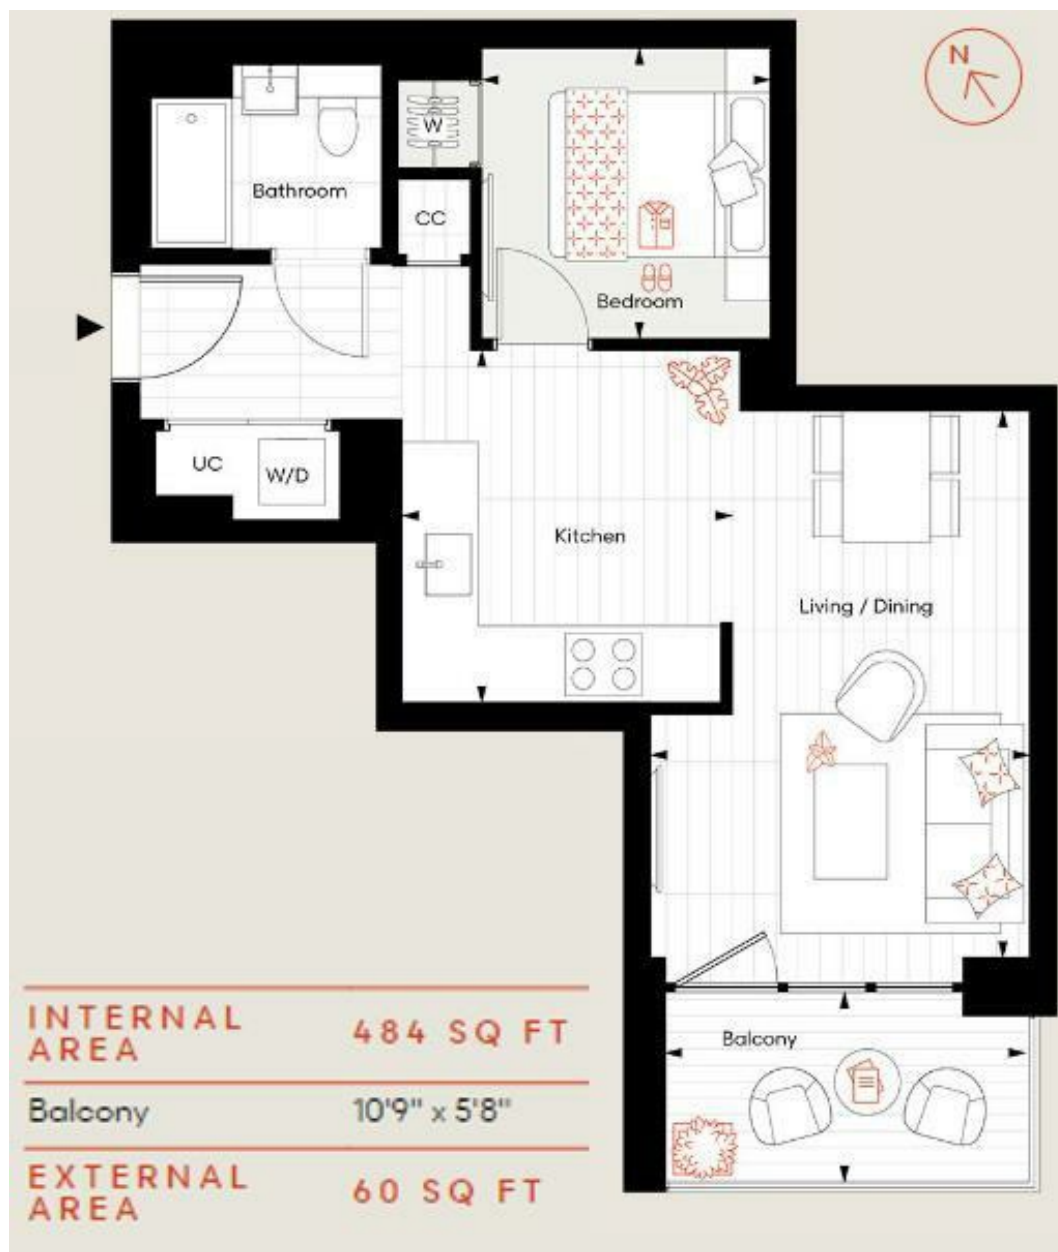 N
W
Bathroom
CC
Bedroom
UC
W/D
Kitchen
Living / Dining
Balcony
INTERNAL
AREA
484 SQ FT
Balcony
10'9" x 5'8"
EXTERNAL
AREA
60 SQ FT